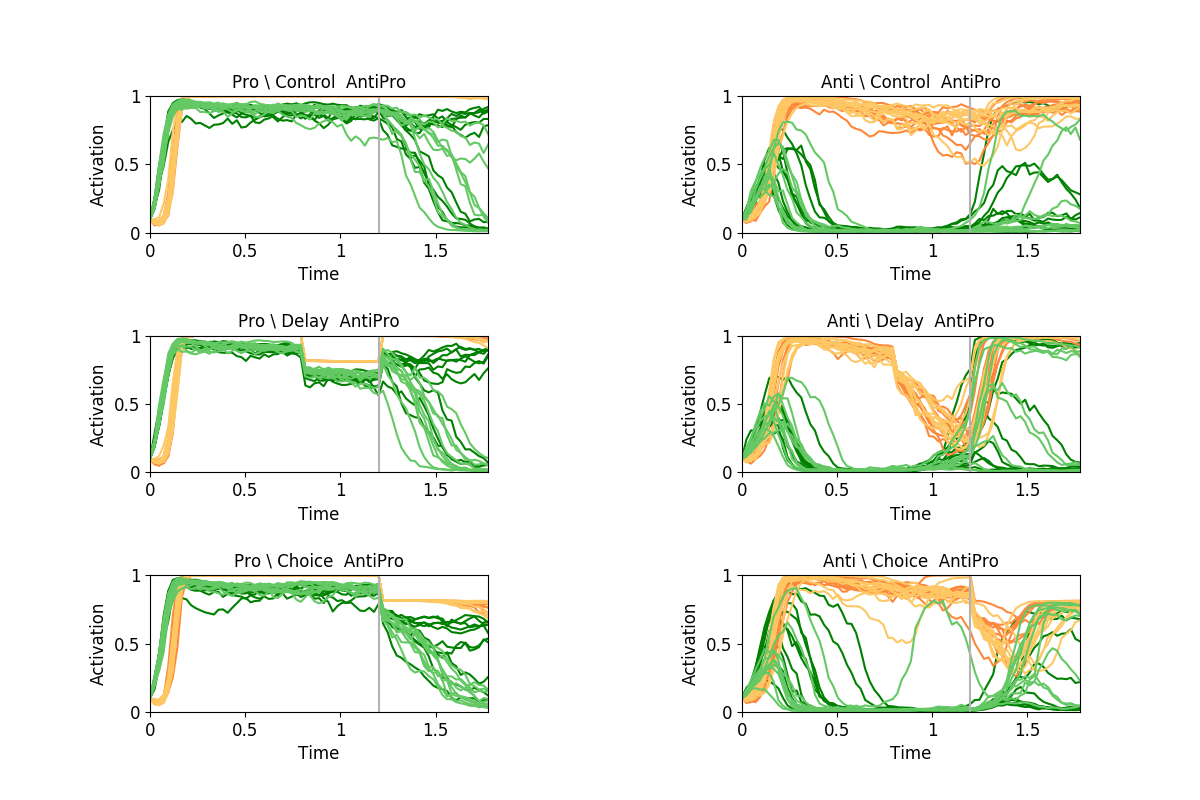 Pro \ Control  AntiPro
Activation
1
0.5
0
0
0.5
1
1.5
Time
Anti \ Control  AntiPro
Activation
1
0.5
0
0
0.5
1
1.5
Time
Pro \ Delay  AntiPro
Activation
1
0.5
0
0
0.5
1
1.5
Time
Anti \ Delay  AntiPro
Activation
1
0.5
0
0
0.5
1
1.5
Time
Pro \ Choice  AntiPro
Activation
1
0.5
0
0
0.5
1
1.5
Time
Anti \ Choice  AntiPro
Activation
1
0.5
0
0
0.5
1
1.5
Time